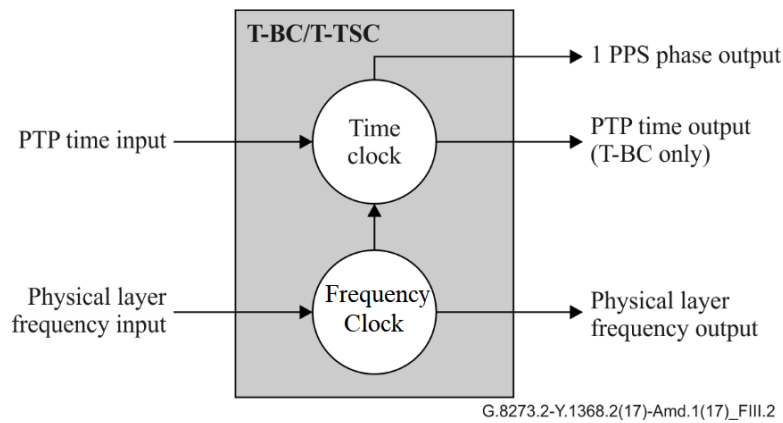 T-BC/T-TSC
1 PPS phase output
PTP time input
Time
clock
PTP time output
(T-BC only)
Physical layer
frequency input
Frequency
Clock
Physical layer
frequency output
G.8273.2-Y.1368.2(17)-Amd.1(17)_FIII.2